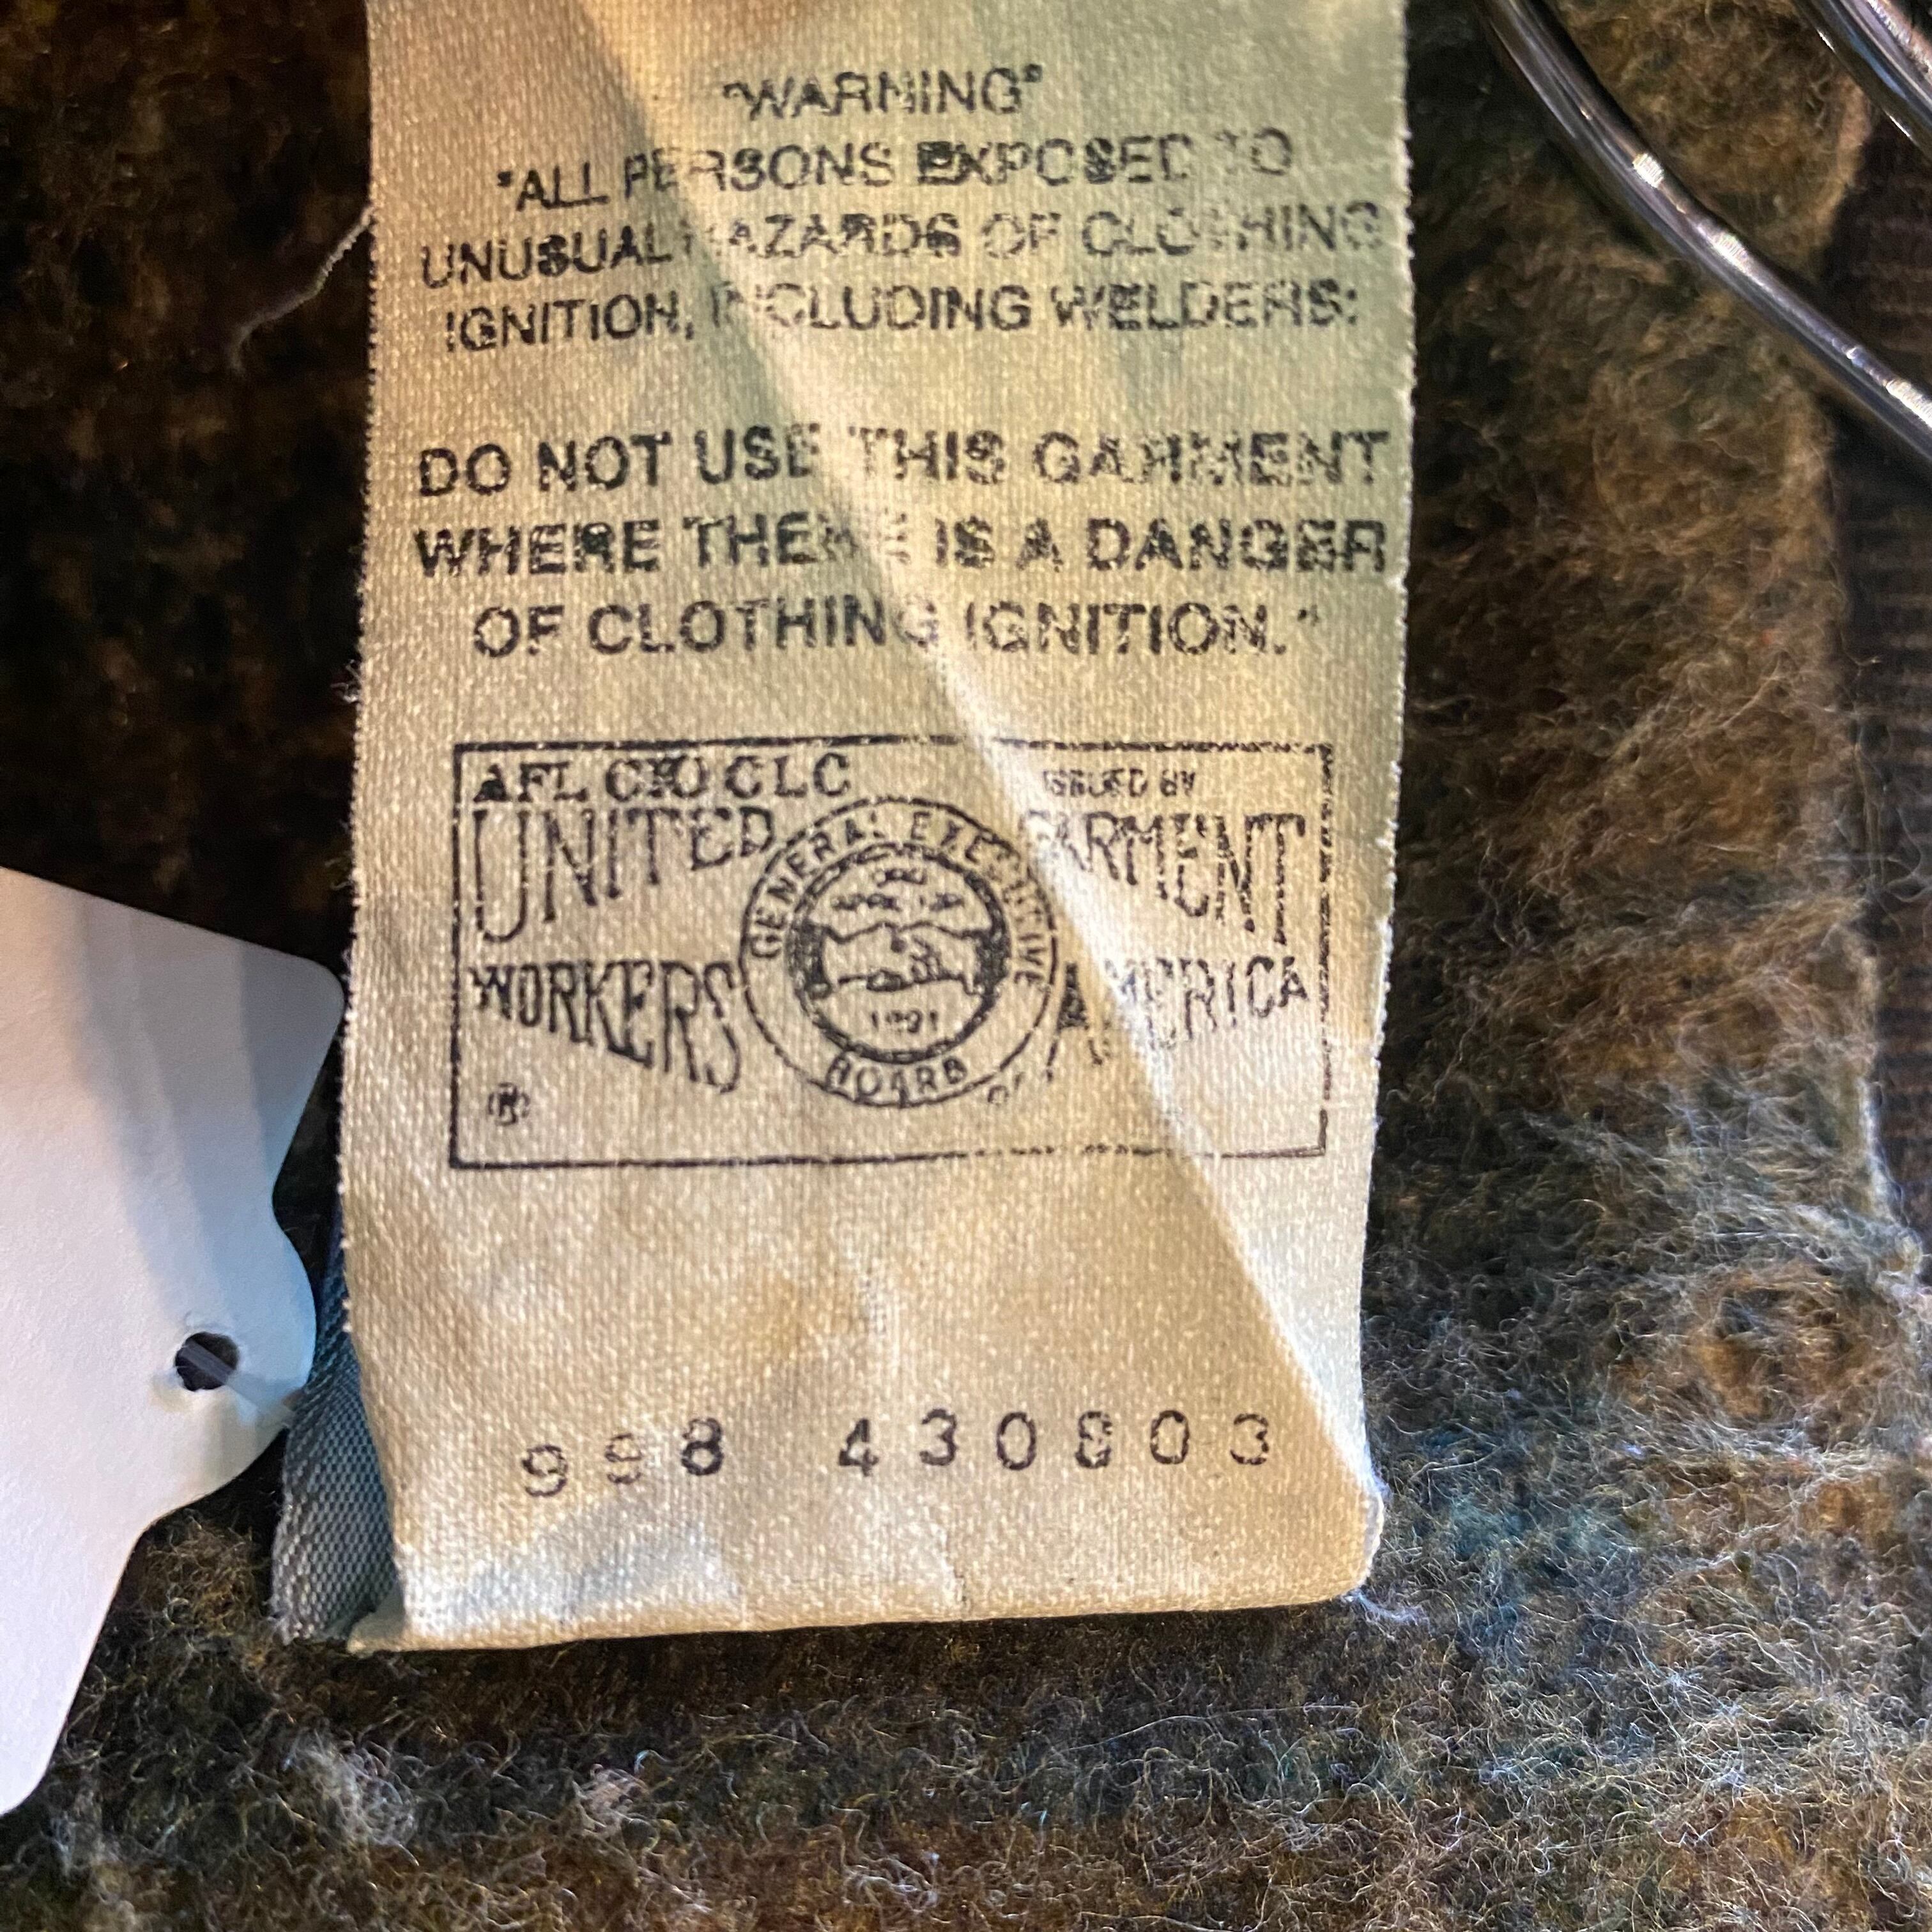 "WARNING"
"ALL PERSONS EXPOSED TO
UNUSUAL HAZARDS OF CLOTHING
IGNITION, INCLUDING WELDERS:
DO NOT USE THIS GARMENT
WHERE THERE IS A DANGER
OF CLOTHING IGNITION."
AFL CIO CLC ISSUED BY
UNITED GARMENT
GENERAL EXECUTIVE
WORKERS OF AMERICA
1891
BOARD
®
998 430803